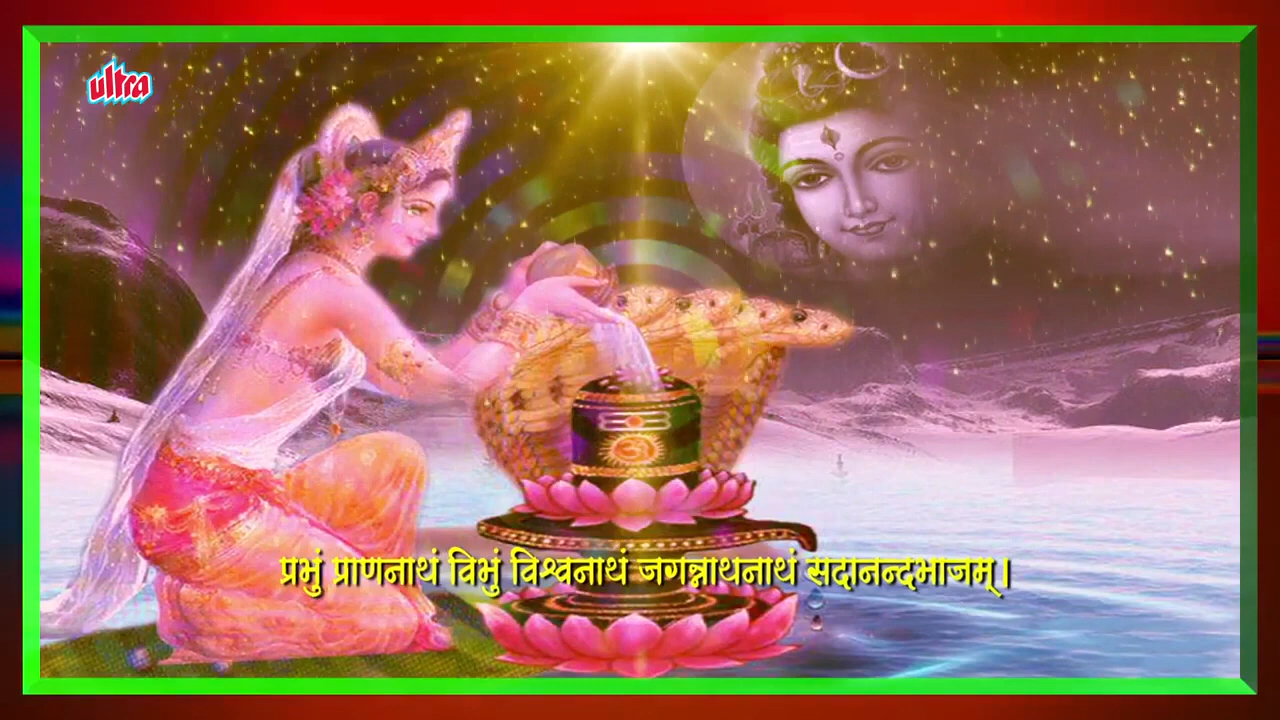 ultra
प्रभुं प्राणनाथं विभुं विश्वनाथं जगन्नाथनाथं सदानन्दभाजम्।